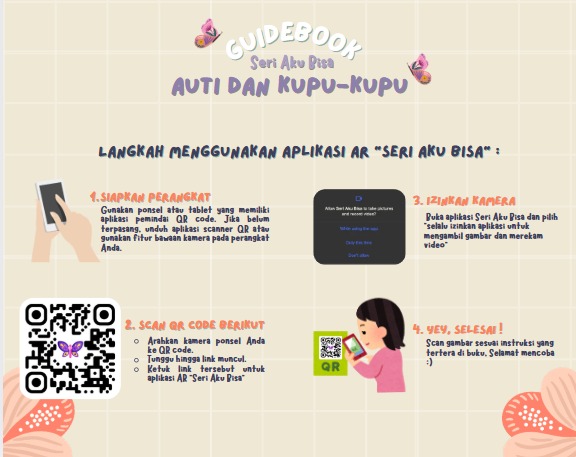 GUIDEBOOK
Seri Aku Bisa
AUTI DAN KUPU-KUPU
LANGKAH MENGGUNAKAN APLIKASI AR "SERI AKU BISA" :
1. SIAPKAN PERANGKAT
Gunakan ponsel atau tablet yang memiliki
aplikasi pemindai QR code. Jika belum
terpasang, unduh aplikasi scanner QR atau
gunakan fitur bawaan kamera pada perangkat
Anda.
2. SCAN QR CODE BERIKUT
Arahkan kamera ponsel Anda
ke QR code.
Tunggu hingga link muncul.
Ketuk link tersebut untuk
aplikasi AR "Seri Aku Bisa"
Allow Seri Aku Bisa to take pictures
and record video?
While using the app
Only this time
Don't allow
3. IZINKAN KAMERA
Buka aplikasi Seri Aku Bisa dan pilih
"selalu izinkan aplikasi untuk
mengambil gambar dan merekam
video"
QR
4. YEY, SELESAI !
Scan gambar sesuai instruksi yang
tertera di buku, Selamat mencoba
:)